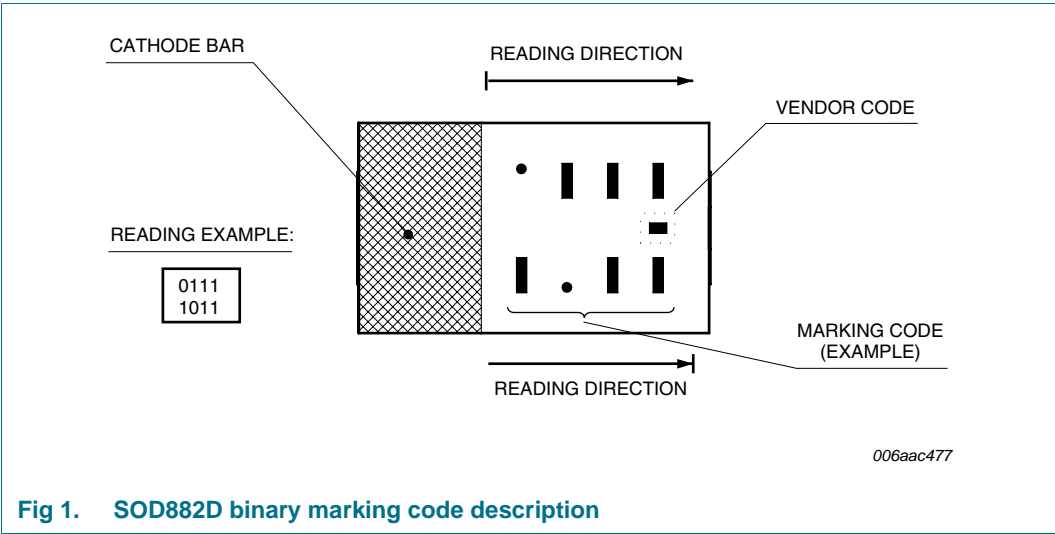 CATHODE BAR
READING DIRECTION
VENDOR CODE
READING EXAMPLE:
0111
1011
MARKING CODE
(EXAMPLE)
READING DIRECTION
006aac477
Fig 1. SOD882D binary marking code description